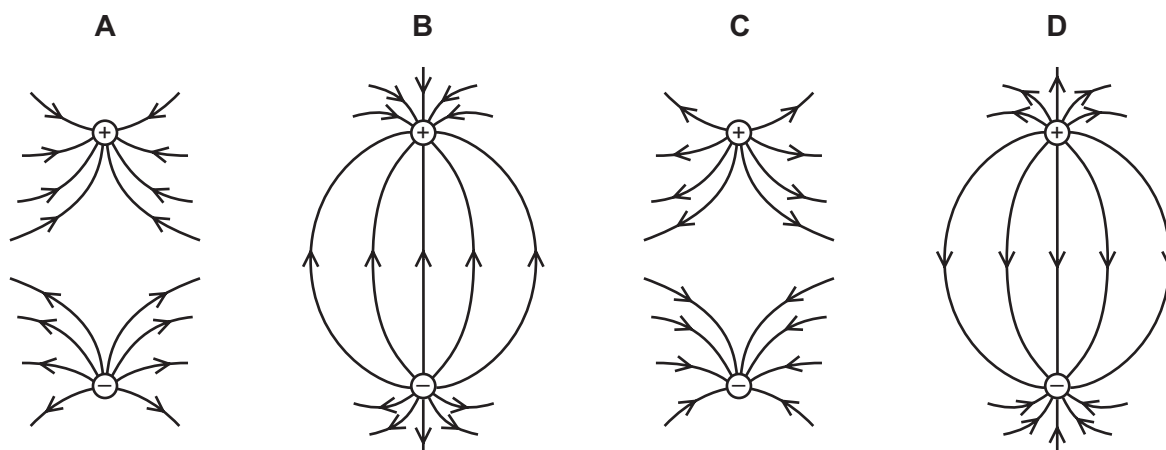 A B C D
+ + + +
− − − −